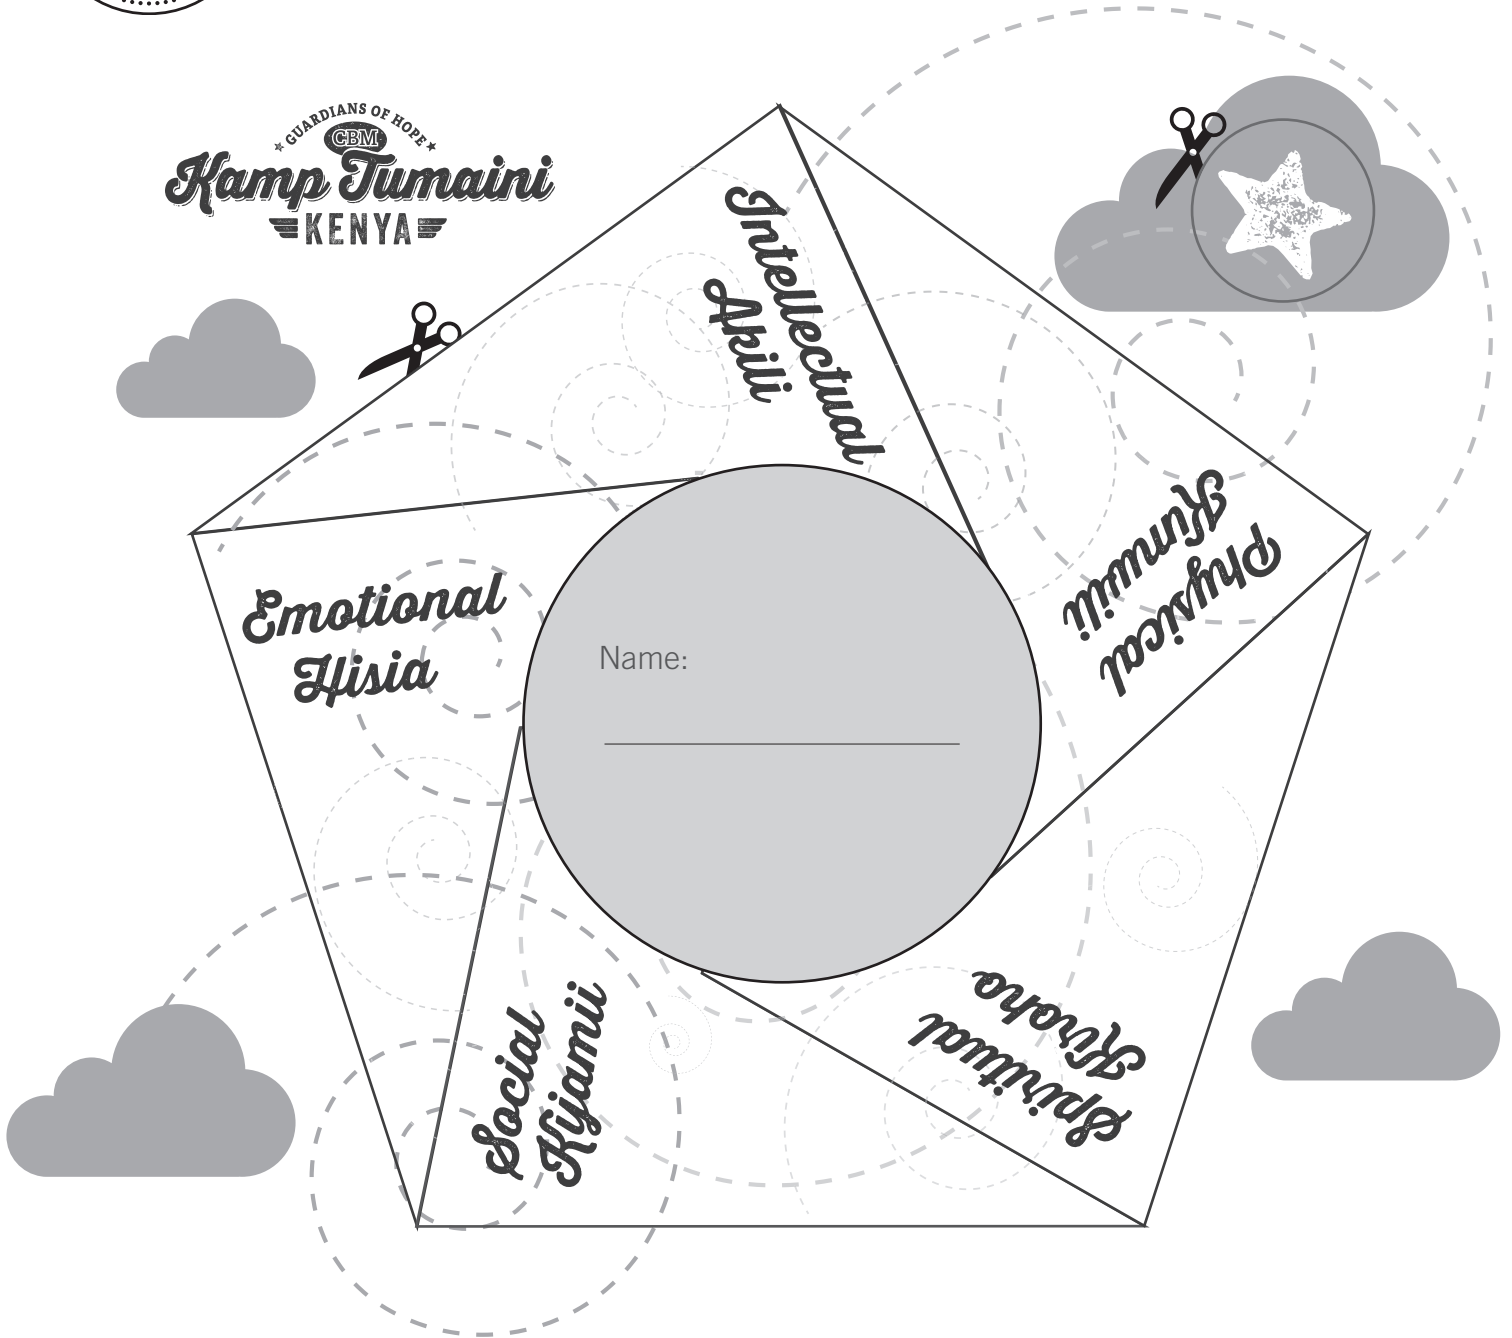 GUARDIANS OF HOPE
CBM
Kamp Tumaini
KENYA
Intellectual
Akili
Physical
Kimwili
Emotional
Hisia
Name:
Spiritual
Kiroho
Social
Kijamii